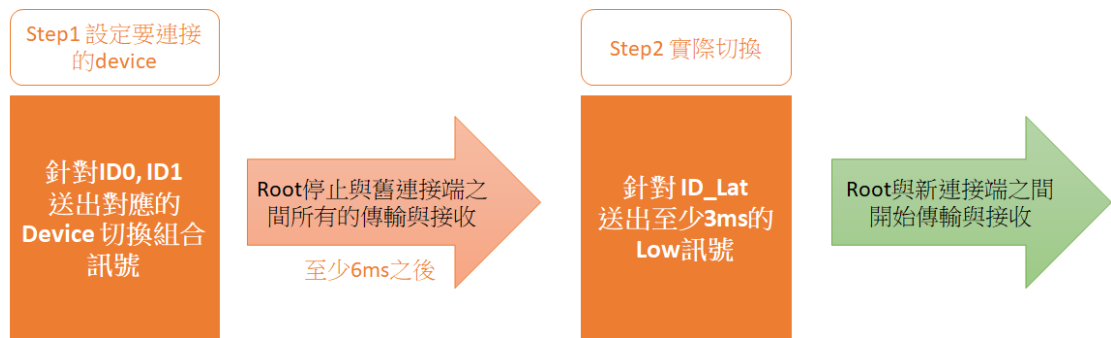 Step1 設定要連接
的device
針對ID0, ID1
送出對應的
Device 切換組合
訊號
Root停止與舊連接端之
間所有的傳輸與接收
至少6ms之後
Step2 實際切換
針對 ID_Lat
送出至少3ms的
Low訊號
Root與新連接端之間
開始傳輸與接收